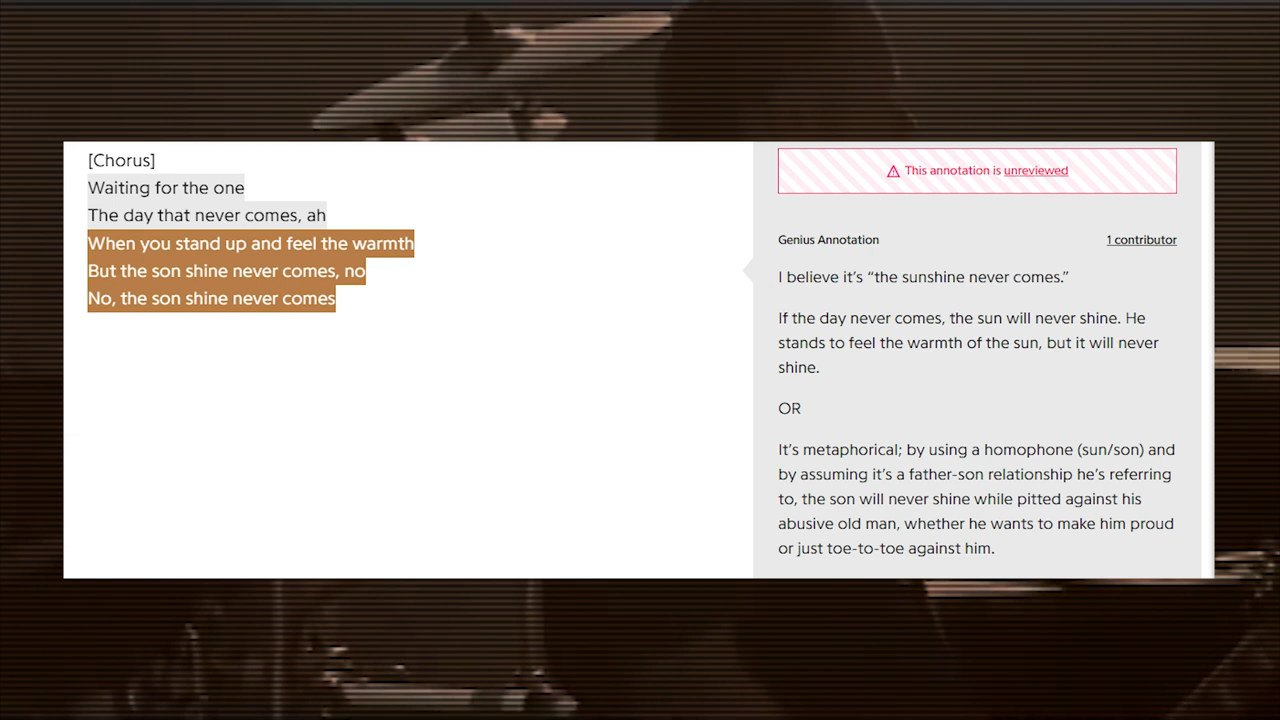 [Chorus]
Waiting for the one
The day that never comes, ah
When you stand up and feel the warmth
But the son shine never comes, no
No, the son shine never comes
This annotation is unreviewed
Genius Annotation
1 contributor
I believe it's “the sunshine never comes.”
If the day never comes, the sun will never shine. He
stands to feel the warmth of the sun, but it will never
shine.
OR
It's metaphorical; by using a homophone (sun/son) and
by assuming it's a father-son relationship he's referring
to, the son will never shine while pitted against his
abusive old man, whether he wants to make him proud
or just toe-to-toe against him.